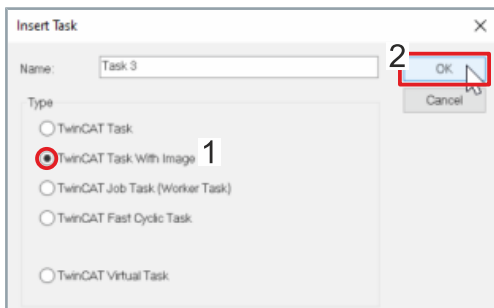 Insert Task
2
Name: Task 3 OK
Cancel
Type
TwinCAT Task
TwinCAT Task With Image 1
TwinCAT Job Task (Worker Task)
TwinCAT Fast Cyclic Task
TwinCAT Virtual Task